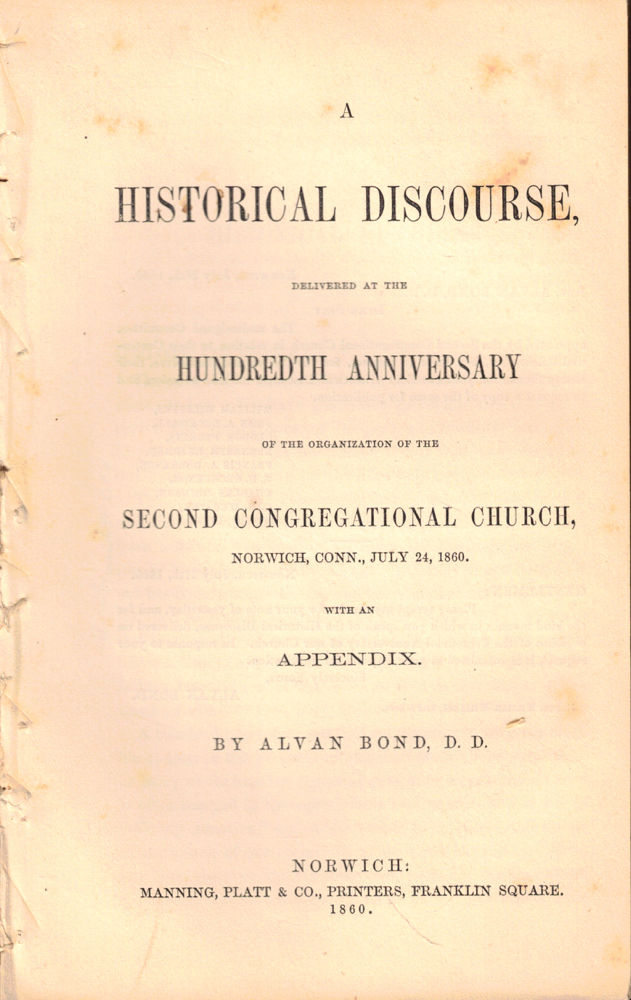 A
HISTORICAL DISCOURSE,
DELIVERED AT THE
HUNDREDTH ANNIVERSARY
OF THE ORGANIZATION OF THE
SECOND CONGREGATIONAL CHURCH,
NORWICH, CONN., JULY 24, 1860.
WITH AN
APPENDIX.
BY ALVAN BOND, D. D.
NORWICH:
MANNING, PLATT & CO., PRINTERS, FRANKLIN SQUARE.
1860.